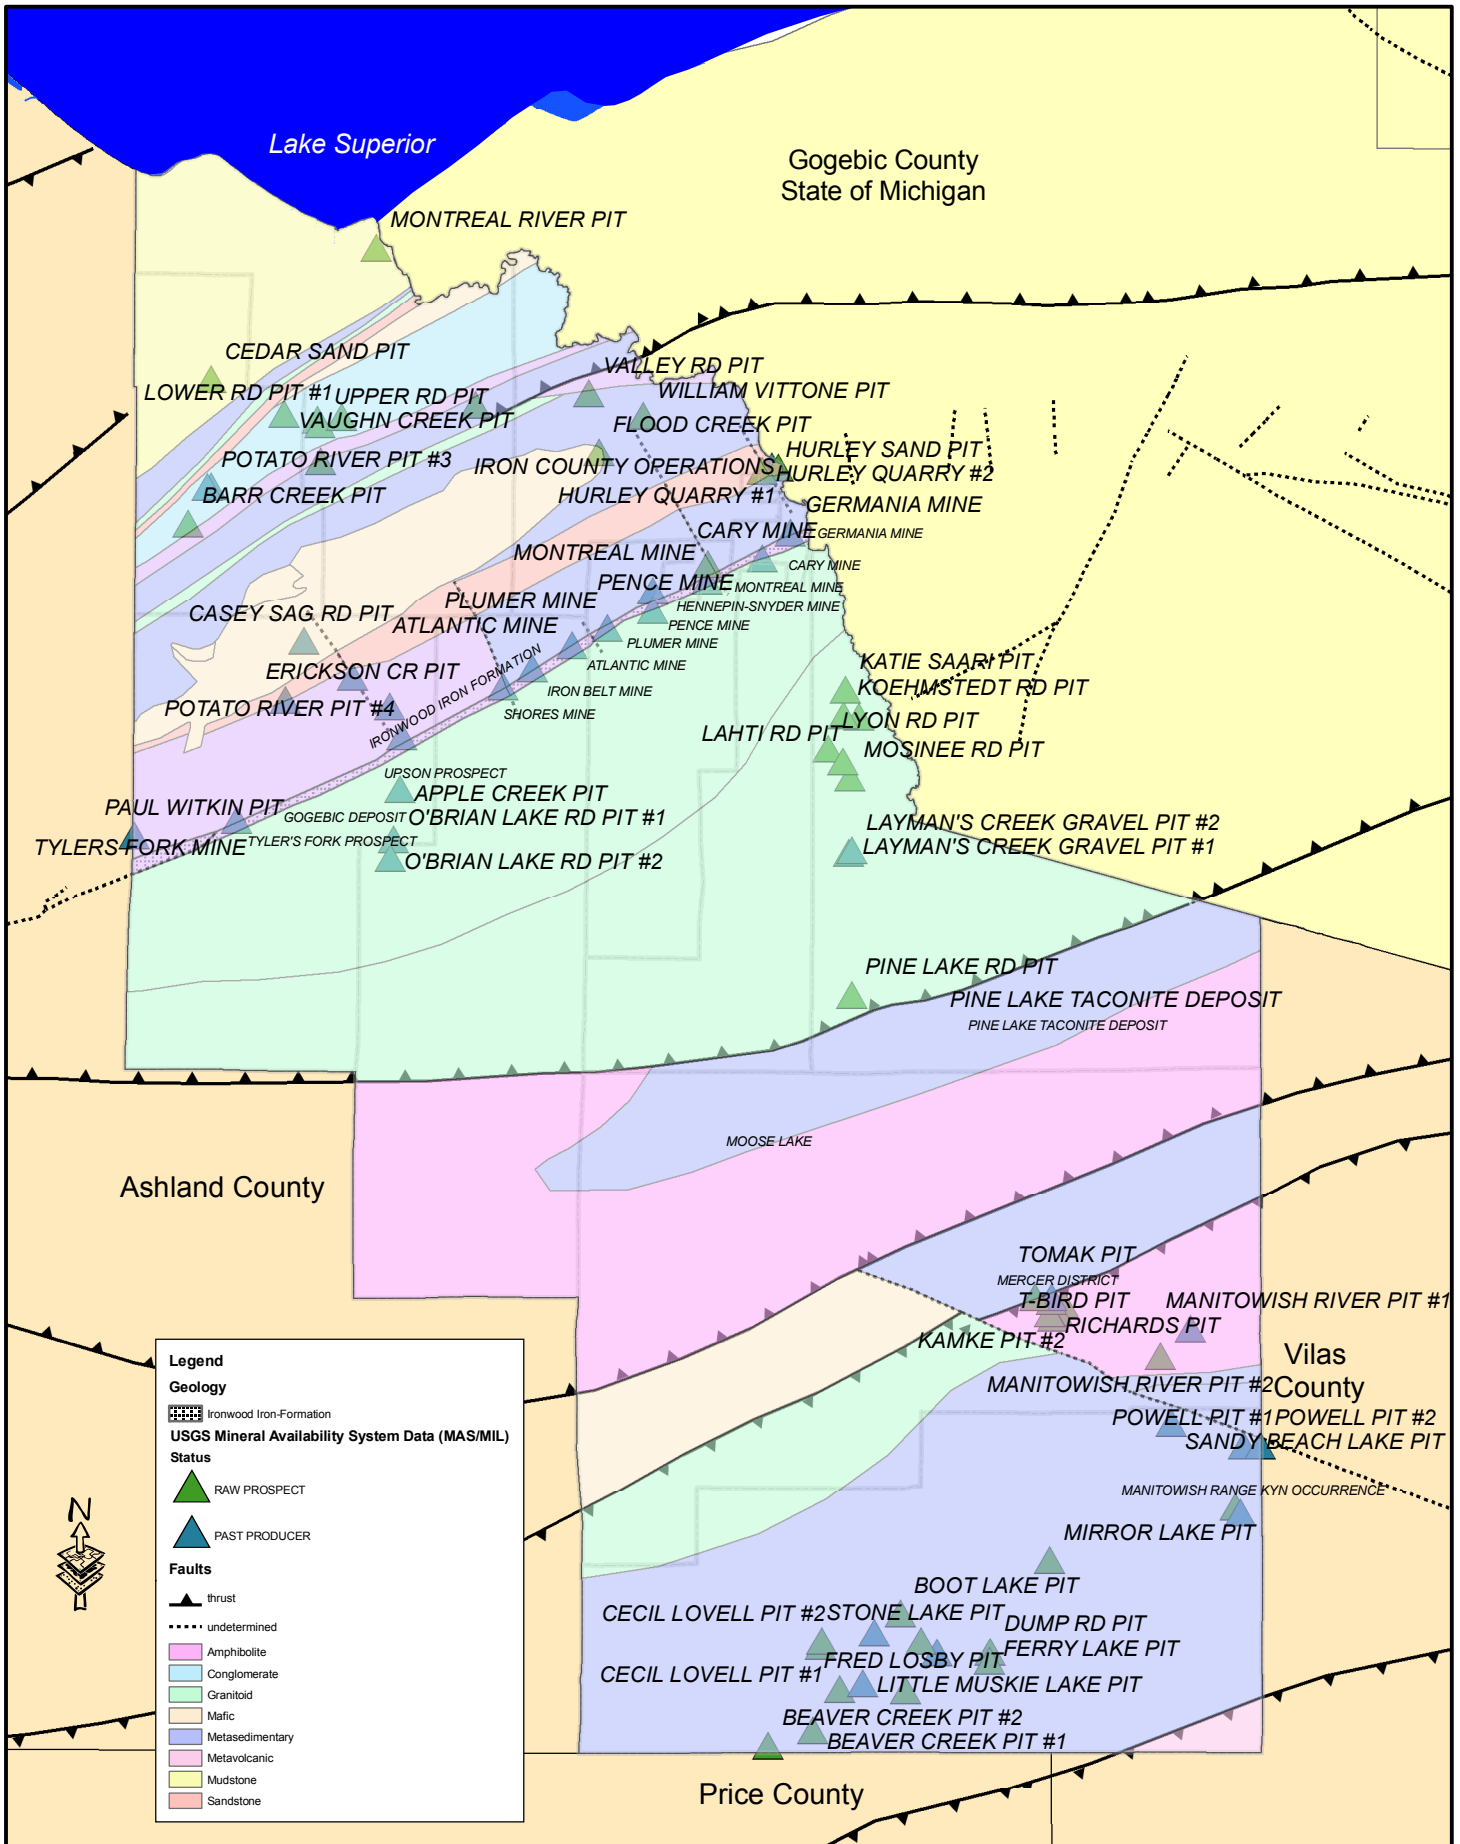 Lake Superior
Gogebic County
State of Michigan
MONTREAL RIVER PIT
CEDAR SAND PIT
VALLEY RD PIT
LOWER RD PIT #1
UPPER RD PIT
WILLIAM VITTONE PIT
VAUGHN CREEK PIT
FLOOD CREEK PIT
HURLEY SAND PIT
POTATO RIVER PIT #3
IRON COUNTY OPERATIONS
HURLEY QUARRY #2
BARR CREEK PIT
HURLEY QUARRY #1
GERMANIA MINE
CARY MINE
GERMANIA MINE
MONTREAL MINE
CARY MINE
PENCE MINE
MONTREAL MINE
PLUMER MINE
HENNEPIN-SNYDER MINE
CASEY SAG RD PIT
ATLANTIC MINE
PENCE MINE
PLUMER MINE
ATLANTIC MINE
KATIE SAARI PIT
ERICKSON CR PIT
IRONWOOD IRON FORMATION
IRON BELT MINE
KOEHMSTEDT RD PIT
POTATO RIVER PIT #4
SHORES MINE
LYON RD PIT
LAHTI RD PIT
MOSINEE RD PIT
UPSON PROSPECT
APPLE CREEK PIT
PAUL WITKIN PIT
GOGEBIC DEPOSIT
O'BRIAN LAKE RD PIT #1
LAYMAN'S CREEK GRAVEL PIT #2
TYLERS FORK MINE
TYLER'S FORK PROSPECT
LAYMAN'S CREEK GRAVEL PIT #1
O'BRIAN LAKE RD PIT #2
PINE LAKE RD PIT
PINE LAKE TACONITE DEPOSIT
PINE LAKE TACONITE DEPOSIT
MOOSE LAKE
Ashland County
TOMAK PIT
MERCER DISTRICT
T-BIRD PIT
MANITOWISH RIVER PIT #1
RICHARDS PIT
KAMKE PIT #2
Vilas
County
MANITOWISH RIVER PIT #2
POWELL PIT #1
POWELL PIT #2
SANDY BEACH LAKE PIT
MANITOWISH RANGE KYN OCCURRENCE
MIRROR LAKE PIT
BOOT LAKE PIT
CECIL LOVELL PIT #2
STONE LAKE PIT
DUMP RD PIT
FERRY LAKE PIT
FRED LOSBY PIT
CECIL LOVELL PIT #1
LITTLE MUSKIE LAKE PIT
BEAVER CREEK PIT #2
BEAVER CREEK PIT #1
Price County
Legend
Geology
Ironwood Iron-Formation
USGS Mineral Availability System Data (MAS/MIL)
Status
RAW PROSPECT
PAST PRODUCER
Faults
thrust
undetermined
Amphibolite
Conglomerate
Granitoid
Mafic
Metasedimentary
Metavolcanic
Mudstone
Sandstone
N